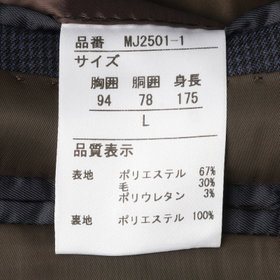 品番 MJ2501-1
サイズ
胸囲 胴囲 身長
94 78 175
L
品質表示
表地 ポリエステル 67%
毛 30%
ポリウレタン 3%
裏地 ポリエステル 100%